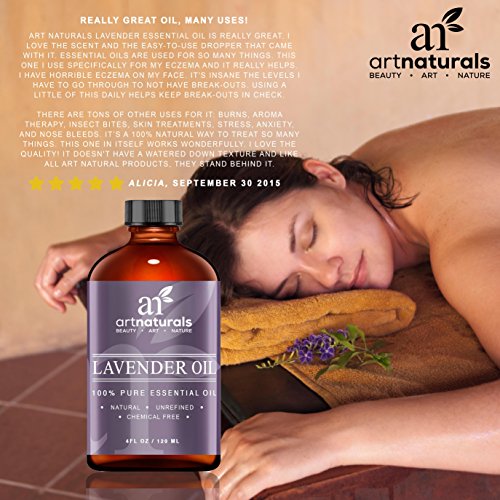 REALLY GREAT OIL, MANY USES!
ART NATURALS LAVENDER ESSENTIAL OIL IS REALLY GREAT. I
LOVE THE SCENT AND THE EASY-TO-USE DROPPER THAT CAME
WITH IT. ESSENTIAL OILS ARE USED FOR SO MANY THINGS. THIS
ONE I USE SPECIFICALLY FOR MY ECZEMA AND IT REALLY HELPS.
I HAVE HORRIBLE ECZEMA ON MY FACE. IT'S INSANE THE LEVELS I
HAVE TO GO THROUGH TO NOT HAVE BREAK-OUTS. USING A
LITTLE OF THIS DAILY HELPS KEEP BREAK-OUTS IN CHECK
THERE ARE TONS OF OTHER USES FOR IT: BURNS, AROMA
THERAPY, INSECT BITES, SKIN TREATMENTS, STRESS, ANXIETY,
AND NOSE BLEEDS. IT'S A 100% NATURAL WAY TO TREAT SO MANY
THINGS. THIS ONE IN ITSELF WORKS WONDERFULLY. I LOVE THE
QUALITY! IT DOESN'T HAVE A WATERED DOWN TEXTURE AND LIKE
ALL ART NATURAL PRODUCTS, THEY STAND BEHIND IT.
ALICIA, SEPTEMBER 30 2015
an
artnaturals
BEAUTY • ART • NATURE
an
artnaturals
BEAUTY • ART • NATURE
LAVENDER OIL
100% PURE ESSENTIAL OIL
NATURAL • UNREFINED •
CHEMICAL FREE
4FL OZ / 120 ML